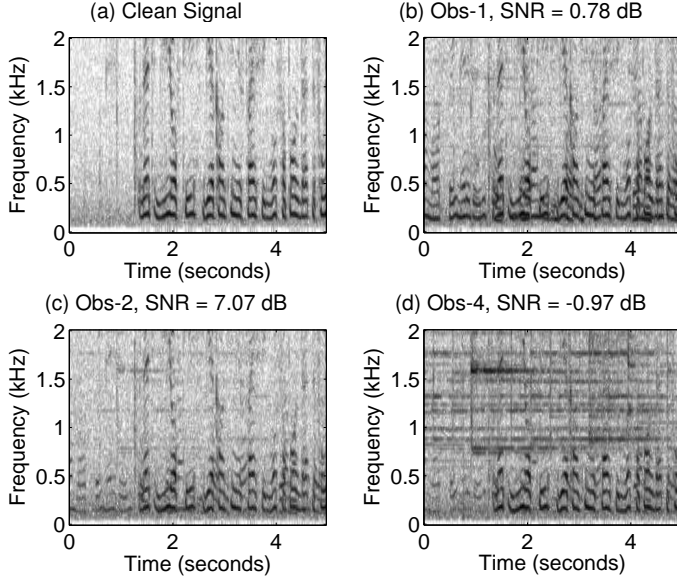 (a) Clean Signal
(b) Obs-1, SNR = 0.78 dB
2
1.5
1
0.5
0
Frequency (kHz)
0 2 4
Time (seconds)
2
1.5
1
0.5
0
Frequency (kHz)
0 2 4
Time (seconds)
(c) Obs-2, SNR = 7.07 dB
(d) Obs-4, SNR = -0.97 dB
2
1.5
1
0.5
0
Frequency (kHz)
0 2 4
Time (seconds)
2
1.5
1
0.5
0
Frequency (kHz)
0 2 4
Time (seconds)